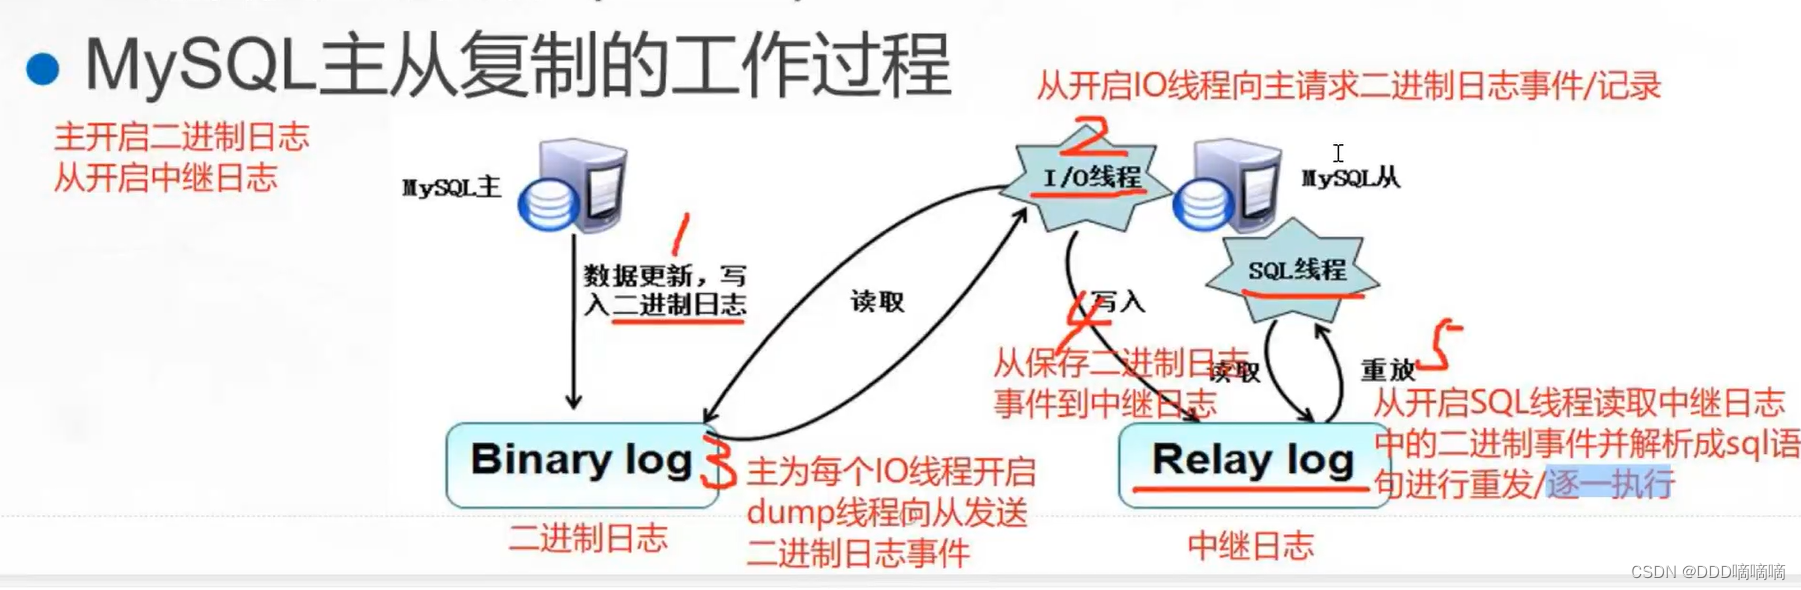 MySQL主从复制的工作过程
主开启二进制日志
从开启中继日志
从开启IO线程向主请求二进制日志事件/记录
2
I/O线程
MySQL主
MySQL从
1
数据更新，写
入二进制日志
读取
SQL线程
4
写入
从保存二进制日志
事件到中继日志
读取
重放
5
从开启SQL线程读取中继日志
中的二进制事件并解析成sql语
句进行重发/逐一执行
Binary log
3
主为每个IO线程开启
dump线程向从发送
二进制日志事件
Relay log
二进制日志
中继日志
CSDN @DDD嘀嘀嘀